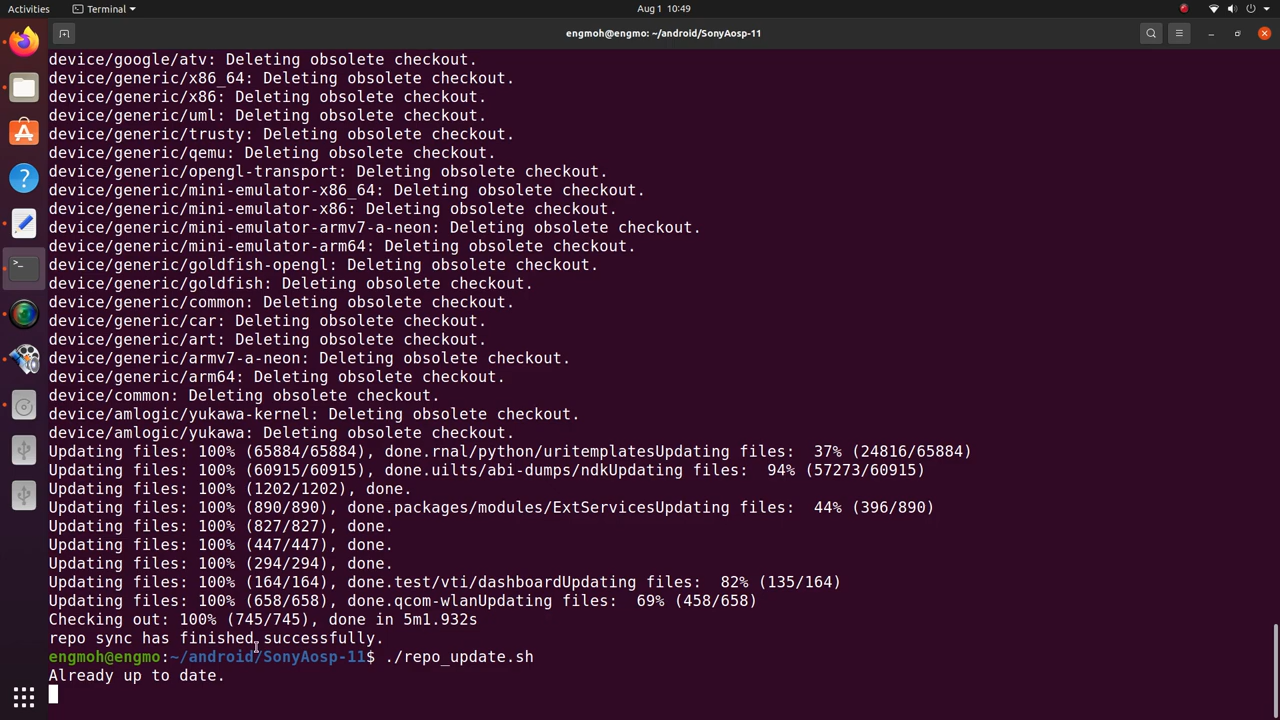 Activities
Terminal
Aug 1 10:49
engmoh@engmo: ~/android/SonyAosp-11
device/google/atv: Deleting obsolete checkout.
device/generic/x86_64: Deleting obsolete checkout.
device/generic/x86: Deleting obsolete checkout.
device/generic/uml: Deleting obsolete checkout.
device/generic/trusty: Deleting obsolete checkout.
device/generic/qemu: Deleting obsolete checkout.
device/generic/opengl-transport: Deleting obsolete checkout.
device/generic/mini-emulator-x86_64: Deleting obsolete checkout.
device/generic/mini-emulator-x86: Deleting obsolete checkout.
device/generic/mini-emulator-armv7-a-neon: Deleting obsolete checkout.
device/generic/mini-emulator-arm64: Deleting obsolete checkout.
device/generic/goldfish-opengl: Deleting obsolete checkout.
device/generic/goldfish: Deleting obsolete checkout.
device/generic/common: Deleting obsolete checkout.
device/generic/car: Deleting obsolete checkout.
device/generic/art: Deleting obsolete checkout.
device/generic/armv7-a-neon: Deleting obsolete checkout.
device/generic/arm64: Deleting obsolete checkout.
device/common: Deleting obsolete checkout.
device/amlogic/yukawa-kernel: Deleting obsolete checkout.
device/amlogic/yukawa: Deleting obsolete checkout.
Updating files: 100% (65884/65884), done.rnal/python/uritemplatesUpdating files:  37% (24816/65884)
Updating files: 100% (60915/60915), done.uilts/abi-dumps/ndkUpdating files:  94% (57273/60915)
Updating files: 100% (1202/1202), done.
Updating files: 100% (890/890), done.packages/modules/ExtServicesUpdating files:  44% (396/890)
Updating files: 100% (827/827), done.
Updating files: 100% (447/447), done.
Updating files: 100% (294/294), done.
Updating files: 100% (164/164), done.test/vti/dashboardUpdating files:  82% (135/164)
Updating files: 100% (658/658), done.qcom-wlanUpdating files:  69% (458/658)
Checking out: 100% (745/745), done in 5m1.932s
repo sync has finished successfully.
engmoh@engmo:~/android/SonyAosp-11$ ./repo_update.sh
Already up to date.